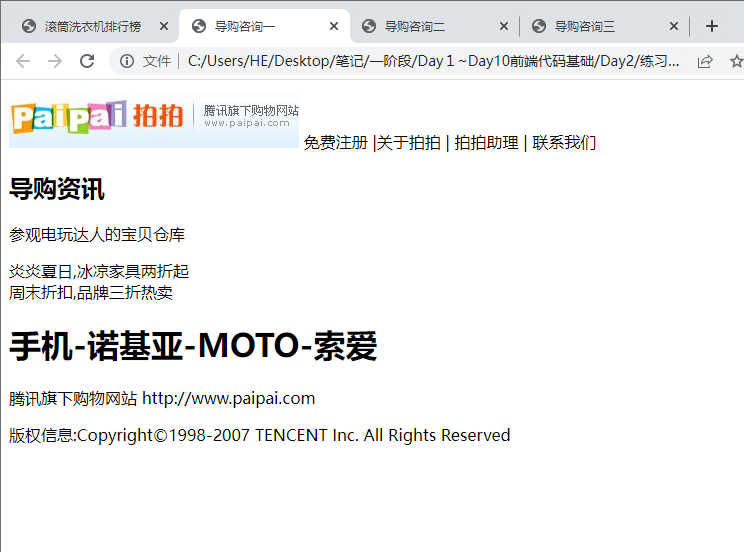 滚筒洗衣机排行榜
导购咨询一
导购咨询二
导购咨询三
文件 | C:/Users/HE/Desktop/笔记/一阶段/Day１~Day10前端代码基础/Day2/练习...
PaiPai 拍拍
腾讯旗下购物网站
www.paipai.com
免费注册 |关于拍拍 | 拍拍助理 | 联系我们
导购资讯
参观电玩达人的宝贝仓库
炎炎夏日,冰凉家具两折起
周末折扣,品牌三折热卖
手机-诺基亚-MOTO-索爱
腾讯旗下购物网站 http://www.paipai.com
版权信息:Copyright©1998-2007 TENCENT Inc. All Rights Reserved